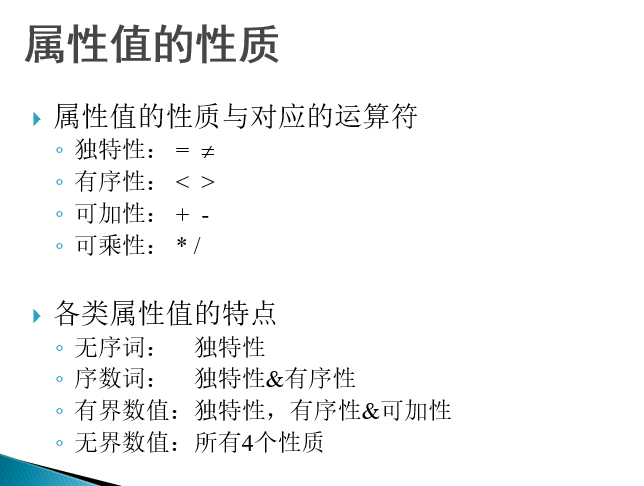 属性值的性质
属性值的性质与对应的运算符
独特性： = ≠
有序性： < >
可加性： + -
可乘性： * /
各类属性值的特点
无序词： 独特性
序数词： 独特性&有序性
有界数值：独特性，有序性&可加性
无界数值：所有4个性质